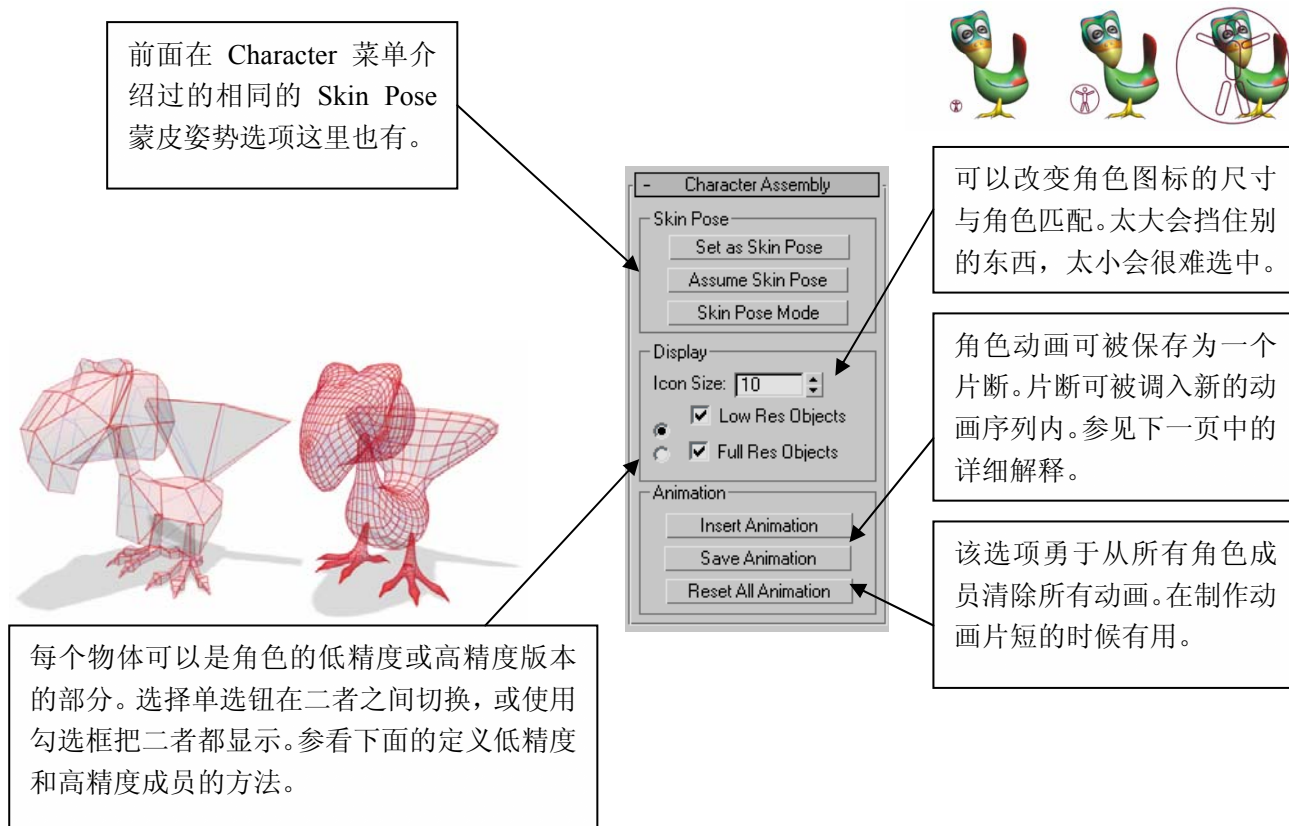 前面在 Character 菜单介
绍过的相同的 Skin Pose
蒙皮姿势选项这里也有。
可以改变角色图标的尺寸
与角色匹配。太大会挡住别
的东西，太小会很难选中。
- Character Assembly
Skin Pose
Set as Skin Pose
Assume Skin Pose
Skin Pose Mode
Display
Icon Size: 10
Low Res Objects
Full Res Objects
Animation
Insert Animation
Save Animation
Reset All Animation
角色动画可被保存为一个
片断。片断可被调入新的动
画序列内。参见下一页中的
详细解释。
该选项勇于从所有角色成
员清除所有动画。在制作动
画片短的时候有用。
每个物体可以是角色的低精度或高精度版本
的部分。选择单选钮在二者之间切换，或使用
勾选框把二者都显示。参看下面的定义低精度
和高精度成员的方法。